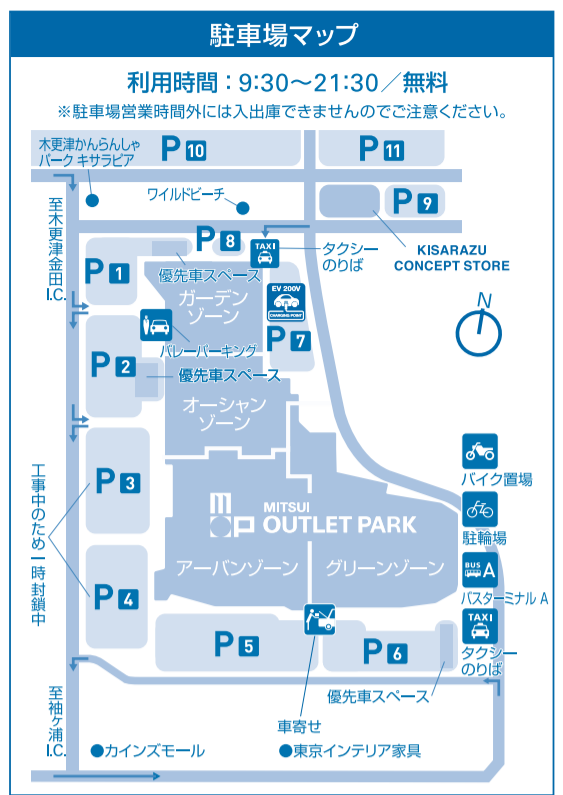 駐車場マップ
利用時間：9:30～21:30／無料
※駐車場営業時間外には入出庫できませんのでご注意ください。
木更津かんらんしゃ
パーク キサラピア
P 10
P 11
ワイルドビーチ
P 9
至木更津金田I.C.
P 8
TAXI
タクシー
のりば
KISARAZU
CONCEPT STORE
P 1
優先車スペース
ガーデン
ゾーン
EV 200V
CHARGING POINT
N
P 7
バレーパーキング
P 2
優先車スペース
オーシャン
ゾーン
バイク置場
工事中のため一時封鎖中
P 3
MITSUI
OUTLET PARK
駐輪場
アーバンゾーン
グリーンゾーン
BUS A
バスターミナル A
P 4
TAXI
タクシー
のりば
P 5
P 6
優先車スペース
車寄せ
至袖ヶ浦I.C.
●カインズモール
●東京インテリア家具